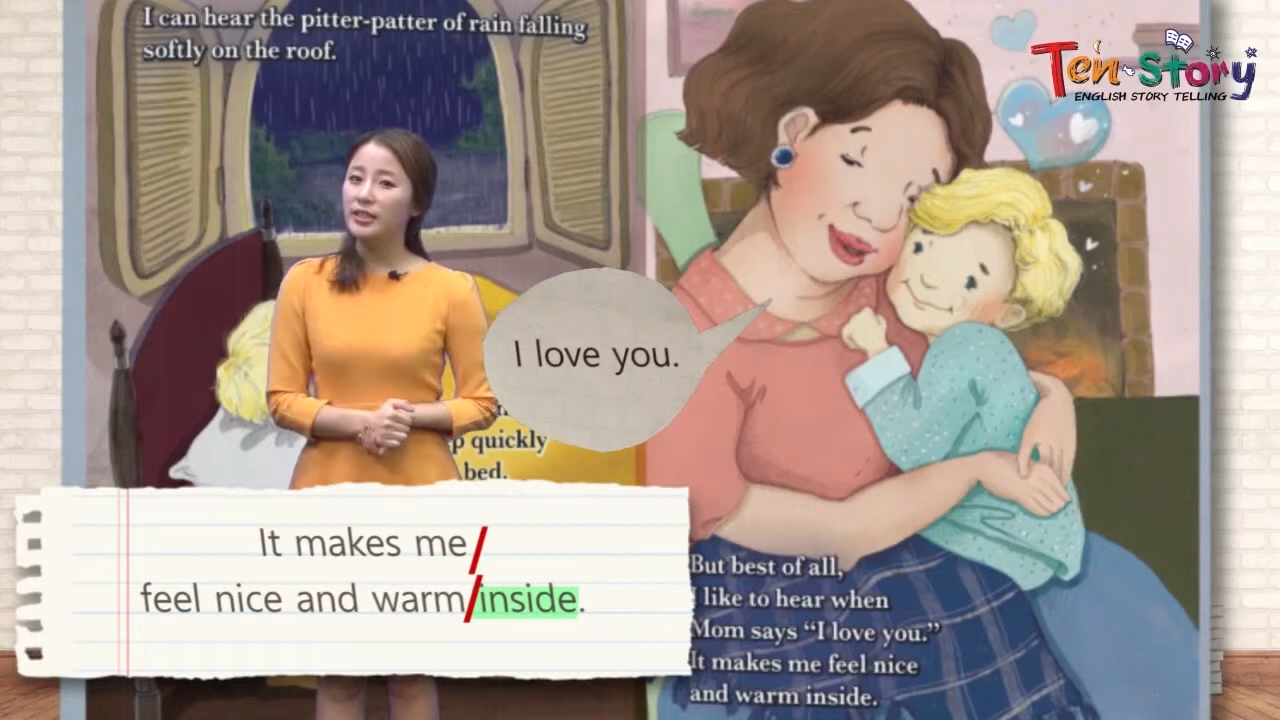 I can hear the pitter-patter of rain falling
softly on the roof.
Ten-Story
ENGLISH STORY TELLING
I love you.
quickly
bed.
It makes me/
feel nice and warm/inside.
But best of all,
I like to hear when
Mom says “I love you.”
It makes me feel nice
and warm inside.